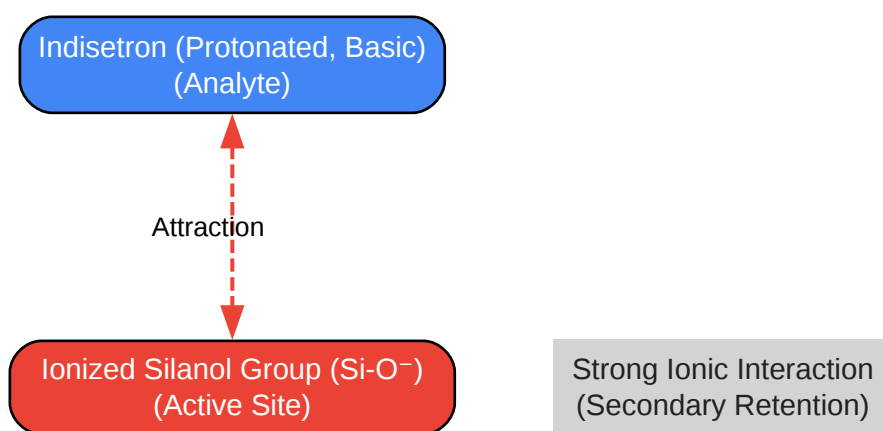 Indisetron (Protonated, Basic)
(Analyte)
Attraction
Ionized Silanol Group (Si-O⁻)
(Active Site)
Strong Ionic Interaction
(Secondary Retention)